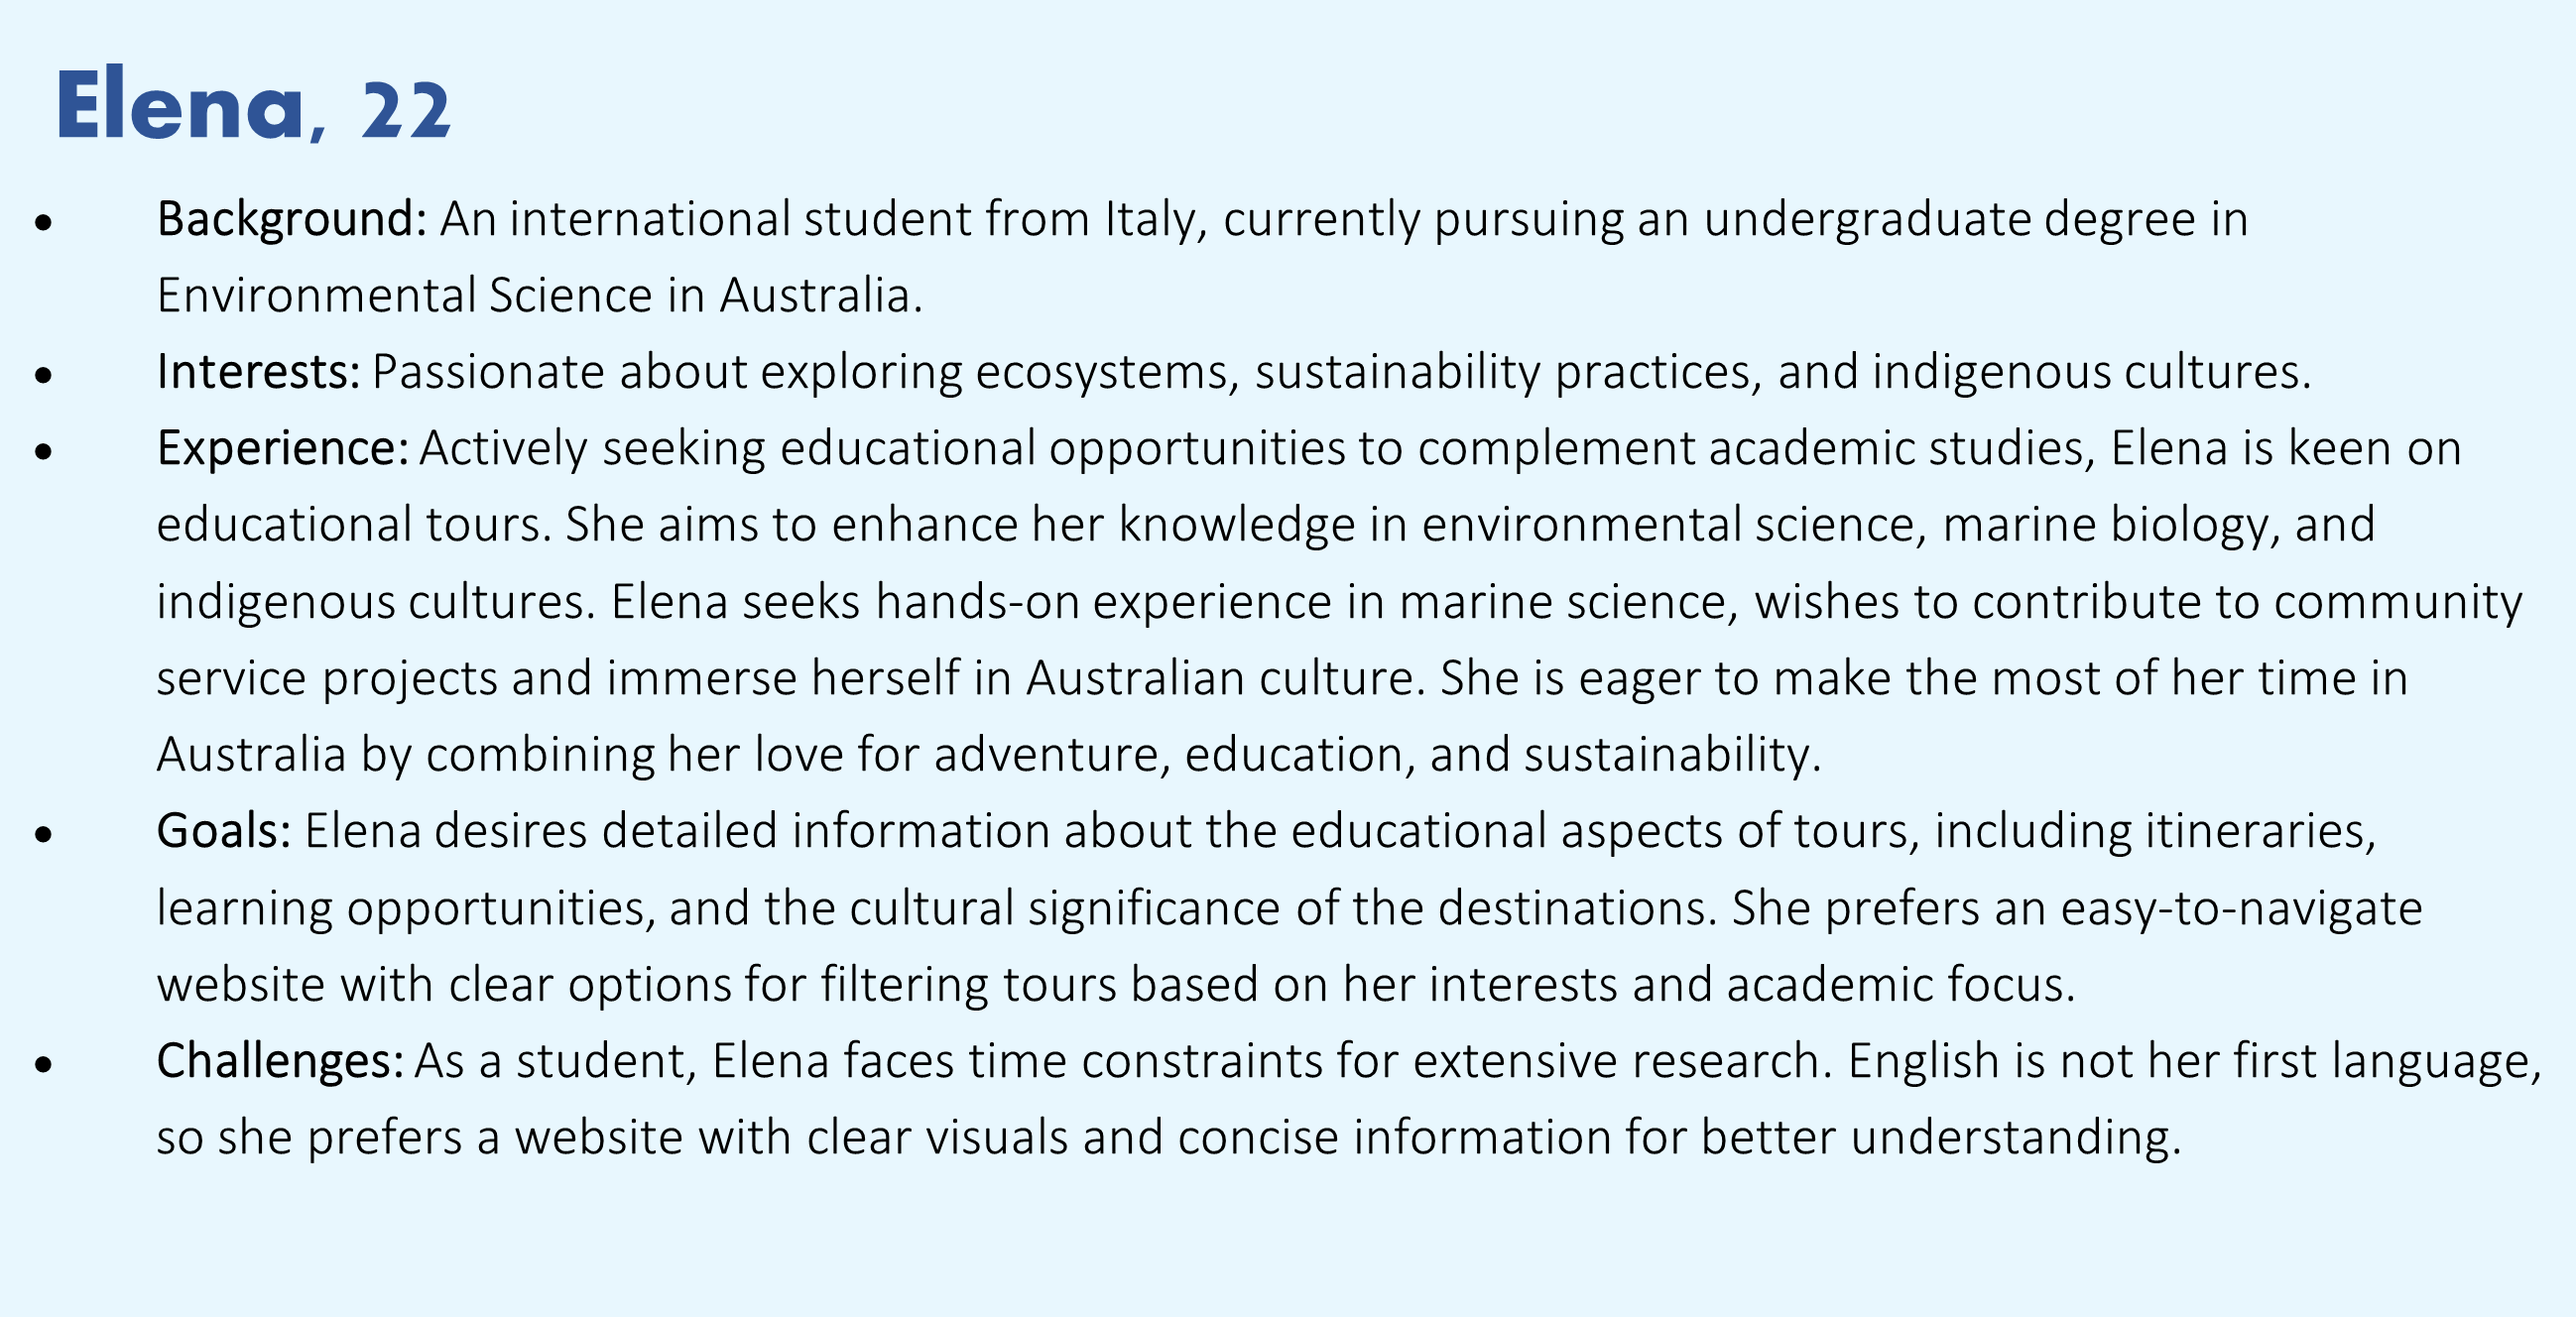 Elena, 22
• Background: An international student from Italy, currently pursuing an undergraduate degree in
Environmental Science in Australia.
• Interests: Passionate about exploring ecosystems, sustainability practices, and indigenous cultures.
• Experience: Actively seeking educational opportunities to complement academic studies, Elena is keen on
educational tours. She aims to enhance her knowledge in environmental science, marine biology, and
indigenous cultures. Elena seeks hands-on experience in marine science, wishes to contribute to community
service projects and immerse herself in Australian culture. She is eager to make the most of her time in
Australia by combining her love for adventure, education, and sustainability.
• Goals: Elena desires detailed information about the educational aspects of tours, including itineraries,
learning opportunities, and the cultural significance of the destinations. She prefers an easy-to-navigate
website with clear options for filtering tours based on her interests and academic focus.
• Challenges: As a student, Elena faces time constraints for extensive research. English is not her first language,
so she prefers a website with clear visuals and concise information for better understanding.